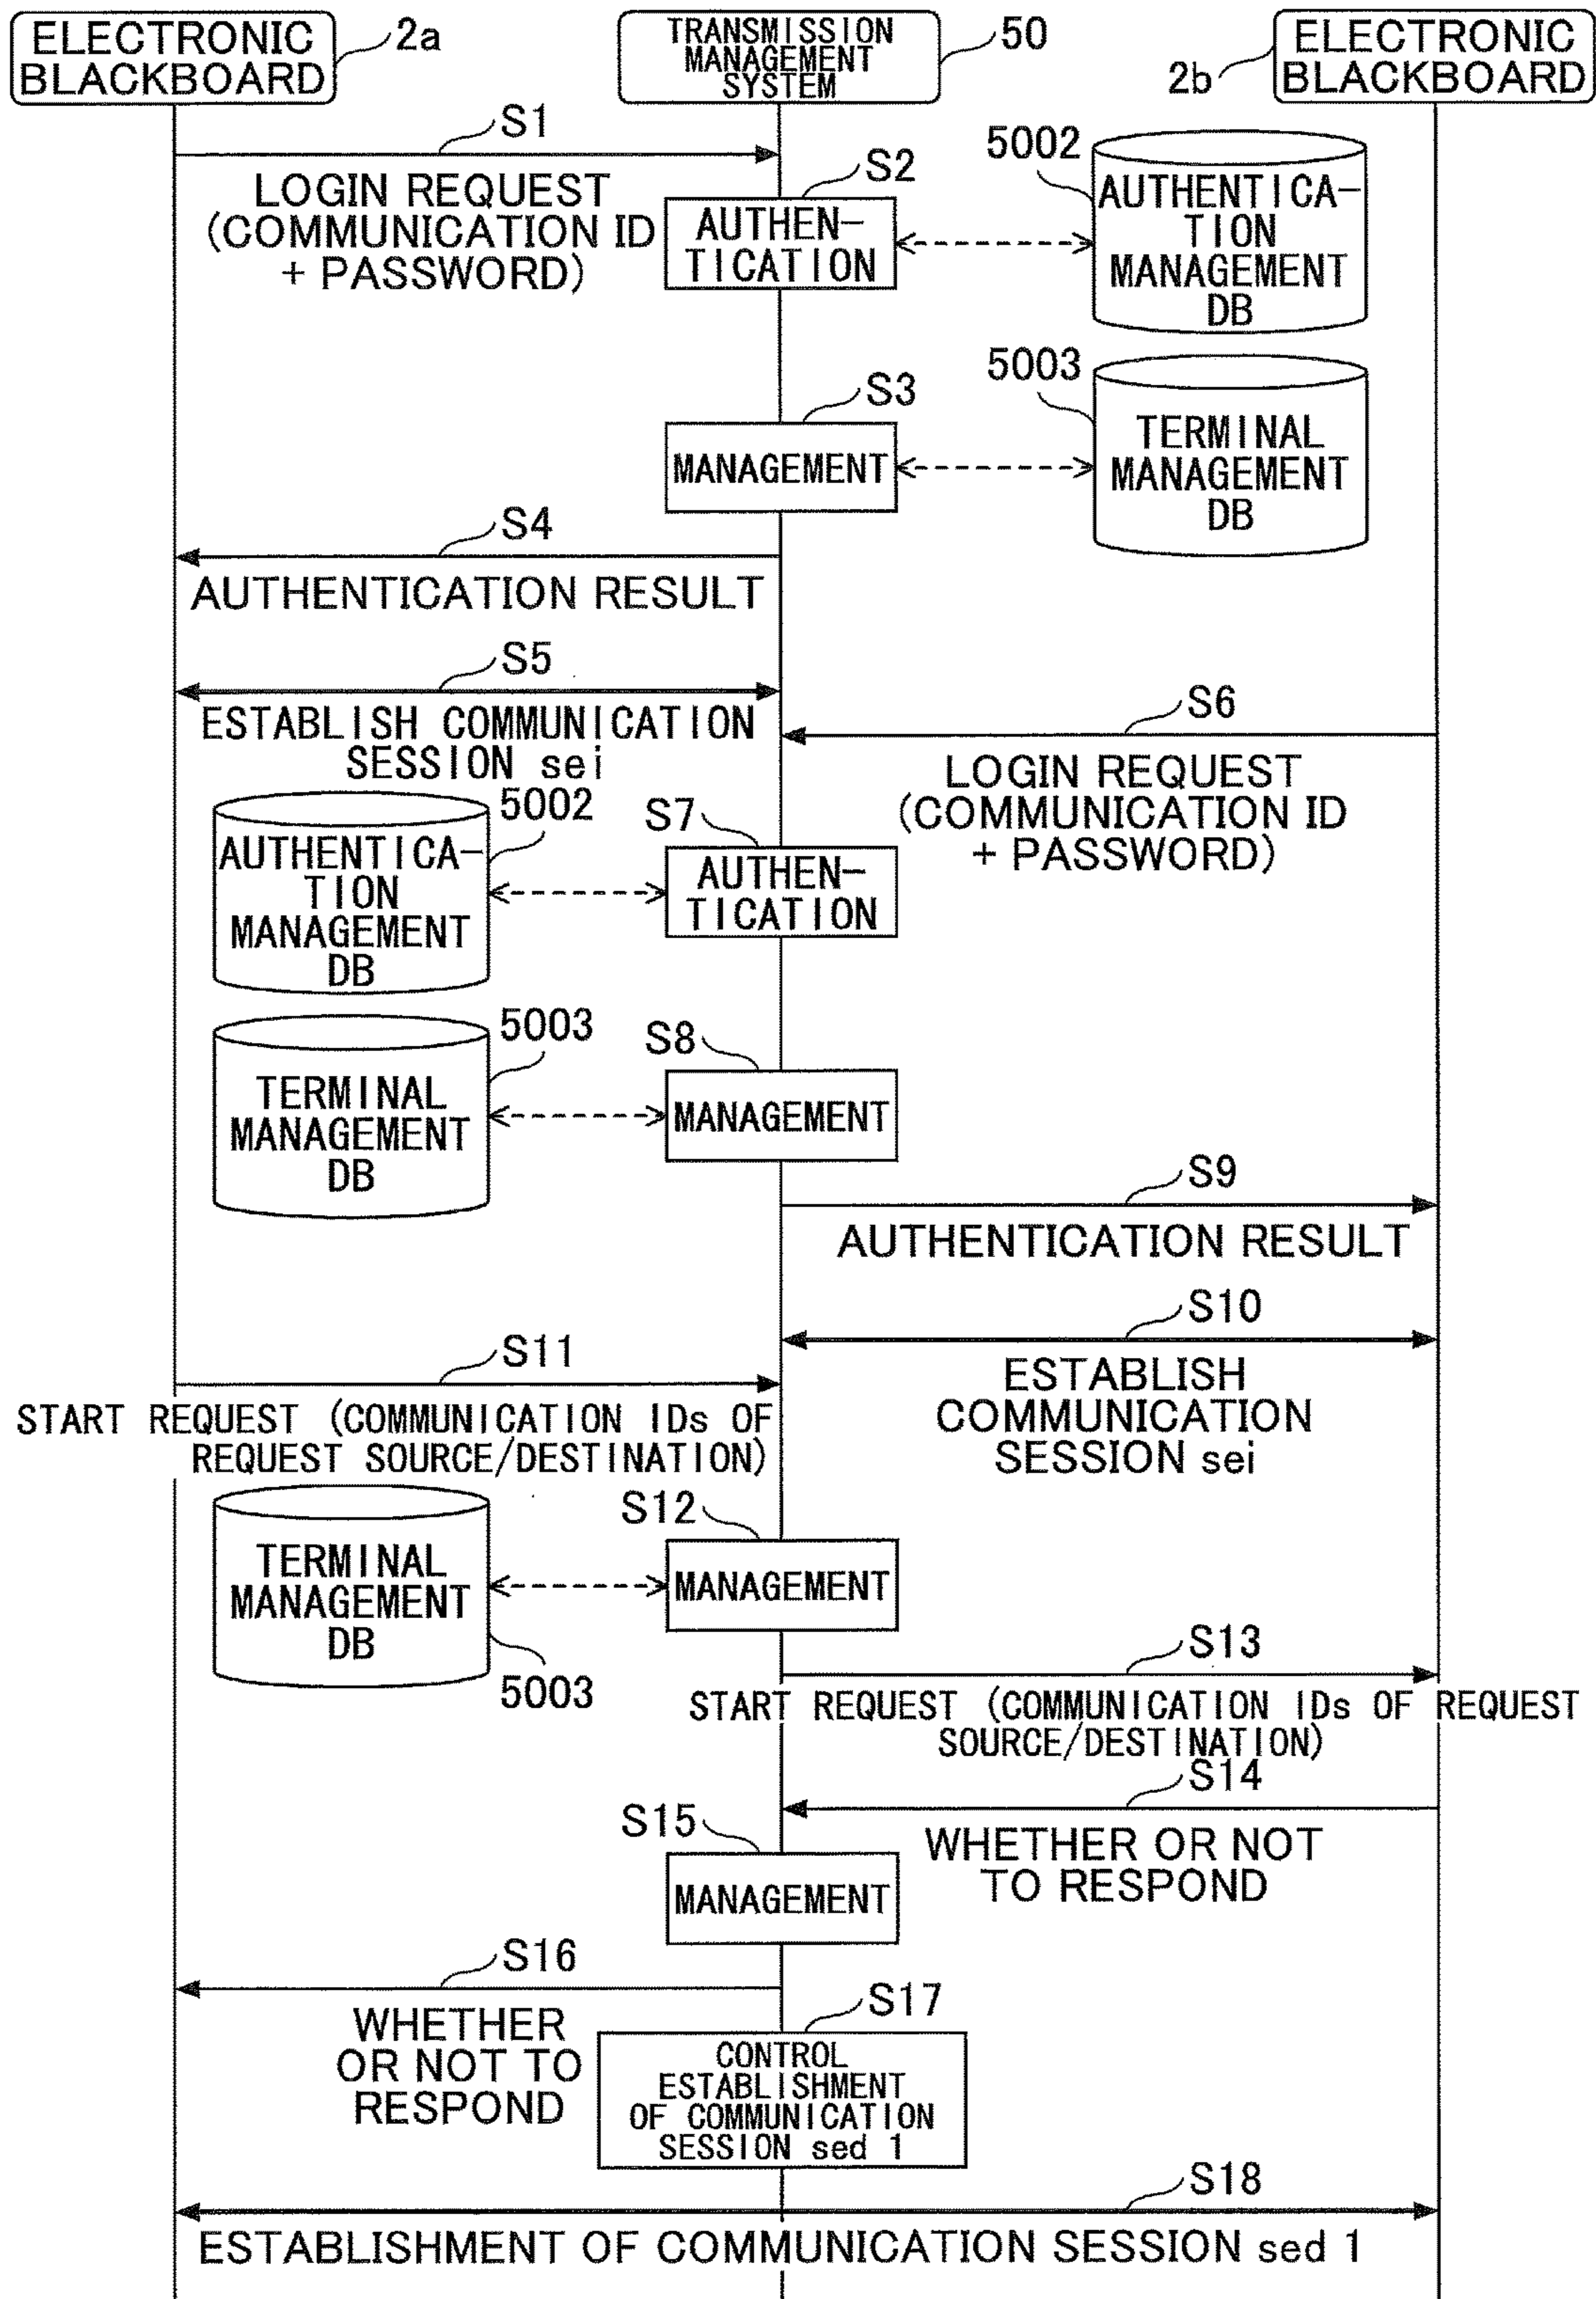 ELECTRONIC
BLACKBOARD
2a
TRANSMISSION
MANAGEMENT
SYSTEM
50
2b
ELECTRONIC
BLACKBOARD
S1
LOGIN REQUEST
(COMMUNICATION ID
+ PASSWORD)
S2
AUTHEN-
TICATION
5002
AUTHENTICA-
TION
MANAGEMENT
DB
S3
MANAGEMENT
5003
TERMINAL
MANAGEMENT
DB
S4
AUTHENTICATION RESULT
S5
ESTABLISH COMMUNICATION
SESSION sei
S6
LOGIN REQUEST
(COMMUNICATION ID
+ PASSWORD)
5002
AUTHENTICA-
TION
MANAGEMENT
DB
S7
AUTHEN-
TICATION
5003
TERMINAL
MANAGEMENT
DB
S8
MANAGEMENT
S9
AUTHENTICATION RESULT
S10
ESTABLISH
COMMUNICATION
SESSION sei
S11
START REQUEST (COMMUNICATION IDs OF
REQUEST SOURCE/DESTINATION)
S12
MANAGEMENT
TERMINAL
MANAGEMENT
DB
5003
S13
START REQUEST (COMMUNICATION IDs OF REQUEST
SOURCE/DESTINATION)
S14
WHETHER OR NOT
TO RESPOND
S15
MANAGEMENT
S16
WHETHER
OR NOT TO
RESPOND
S17
CONTROL
ESTABLISHMENT
OF COMMUNICATION
SESSION sed 1
S18
ESTABLISHMENT OF COMMUNICATION SESSION sed 1